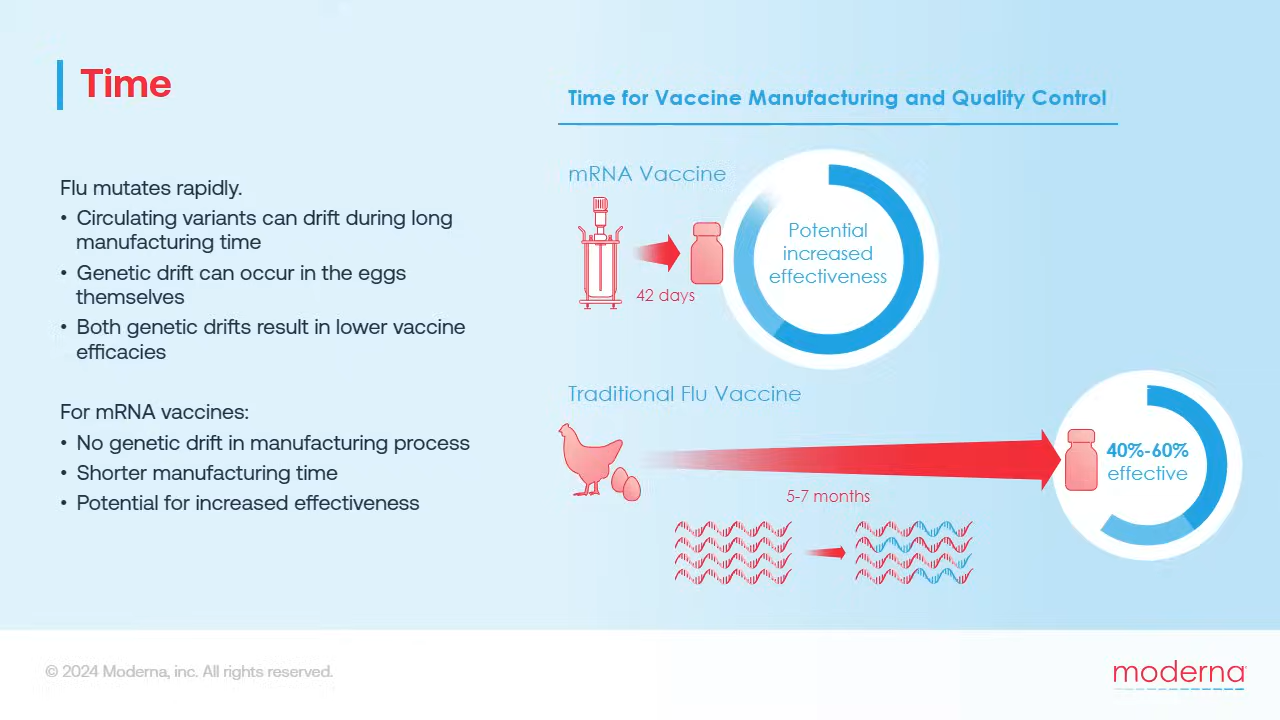 Time
Flu mutates rapidly.
• Circulating variants can drift during long
manufacturing time
• Genetic drift can occur in the eggs
themselves
• Both genetic drifts result in lower vaccine
efficacies
For mRNA vaccines:
• No genetic drift in manufacturing process
• Shorter manufacturing time
• Potential for increased effectiveness
Time for Vaccine Manufacturing and Quality Control
mRNA Vaccine
42 days
Potential
increased
effectiveness
Traditional Flu Vaccine
5-7 months
40%-60%
effective
© 2024 Moderna, inc. All rights reserved.
moderna